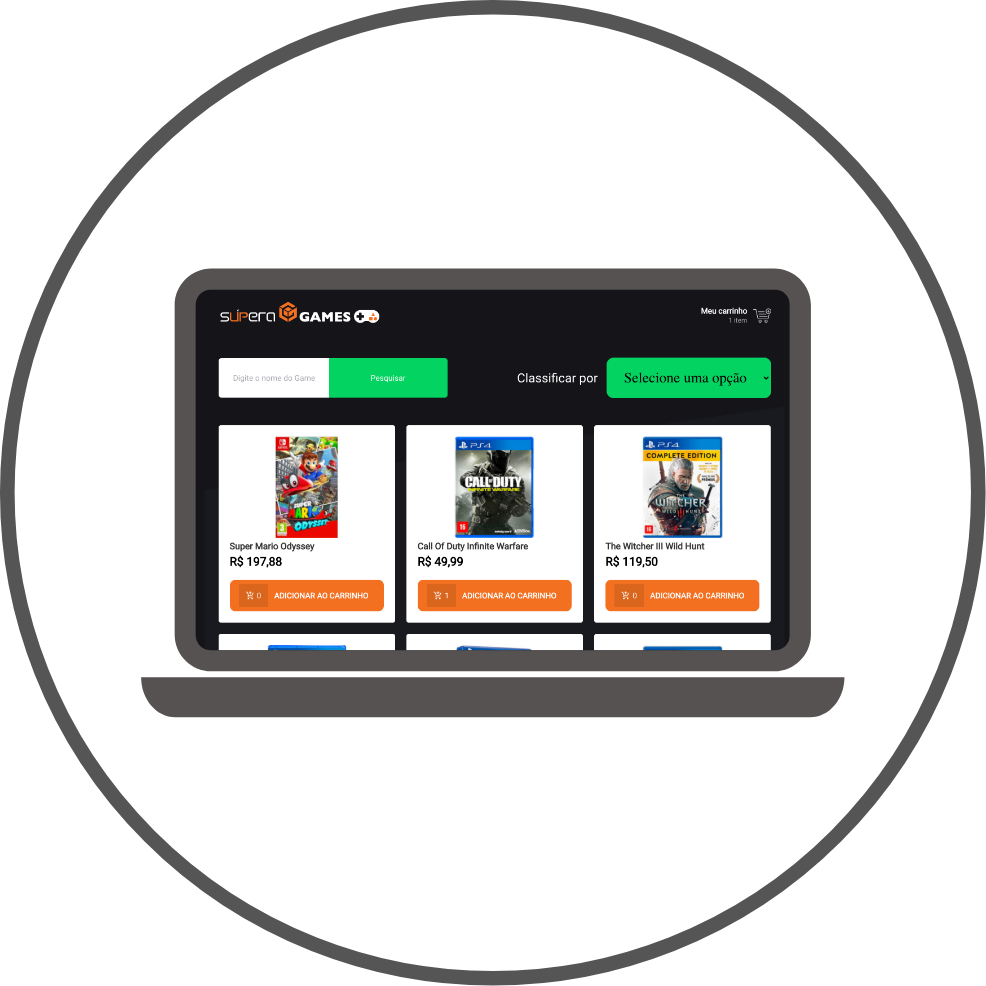 SUPERA GAMES
Meu carrinho
1 item
Digite o nome do Game
Pesquisar
Classificar por
Selecione uma opção
PS4
PS4
COMPLETE EDITION
CALL OF DUTY
INFINITE WARFARE
THE
WITCHER
WILD HUNT
SUPER
MARIO
ODYSSEY
16
16
Super Mario Odyssey
Call Of Duty Infinite Warfare
The Witcher III Wild Hunt
R$ 197,88
R$ 49,99
R$ 119,50
0 ADICIONAR AO CARRINHO
1 ADICIONAR AO CARRINHO
0 ADICIONAR AO CARRINHO